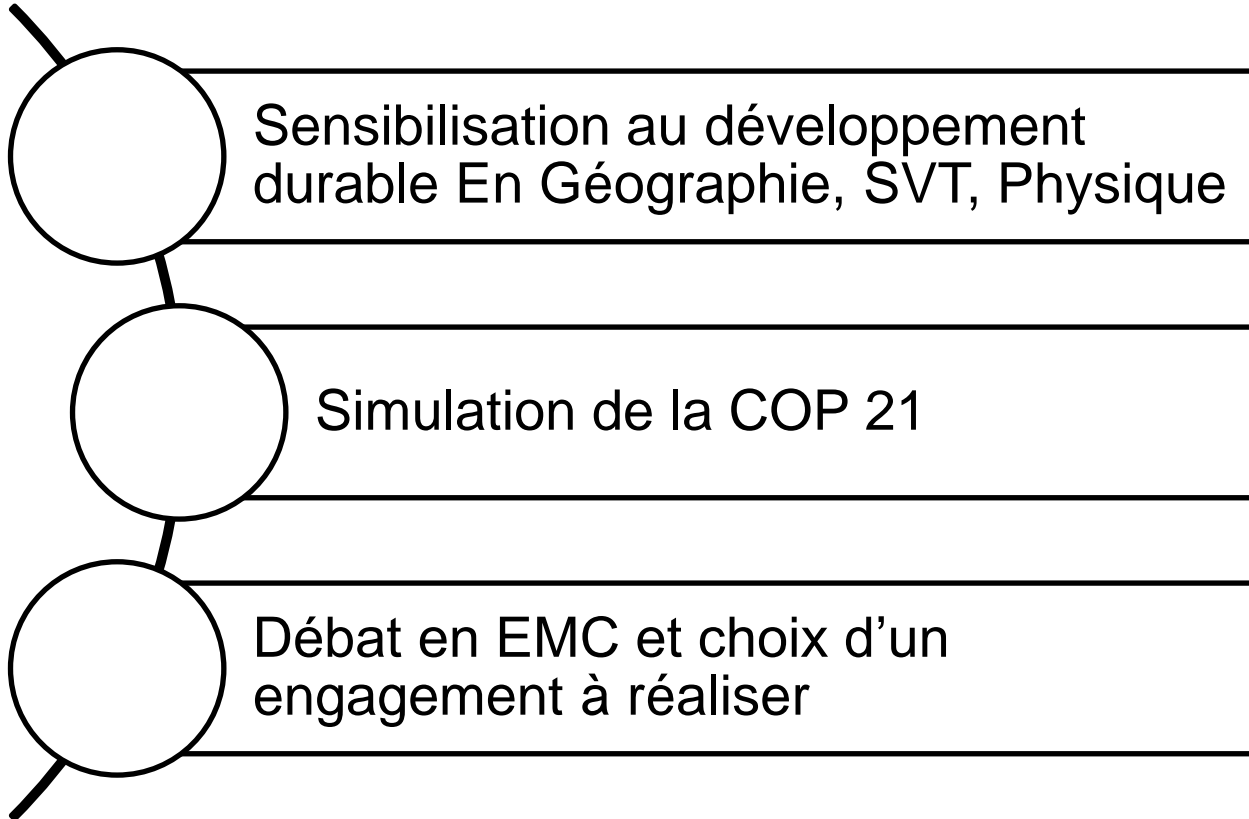 Sensibilisation au développement
durable En Géographie, SVT, Physique
Simulation de la COP 21
Débat en EMC et choix d’un
engagement à réaliser